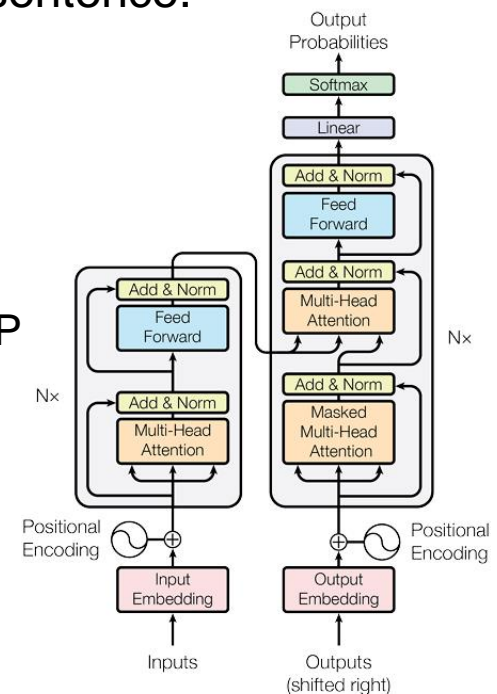 sentence.
Output
Probabilities
Softmax
Linear
Add & Norm
Feed
Forward
Add & Norm
Multi-Head
Attention
Add & Norm
Masked
Multi-Head
Attention
Nx
Positional
Encoding
Output
Embedding
Outputs
(shifted right)
Add & Norm
Feed
Forward
P
Nx
Add & Norm
Multi-Head
Attention
Positional
Encoding
Input
Embedding
Inputs